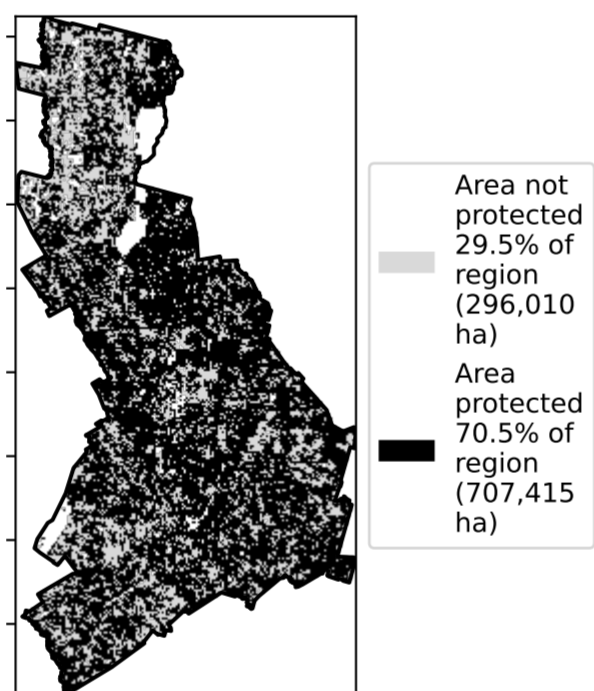 Area not
protected
29.5% of
region
(296,010
ha)
Area
protected
70.5% of
region
(707,415
ha)